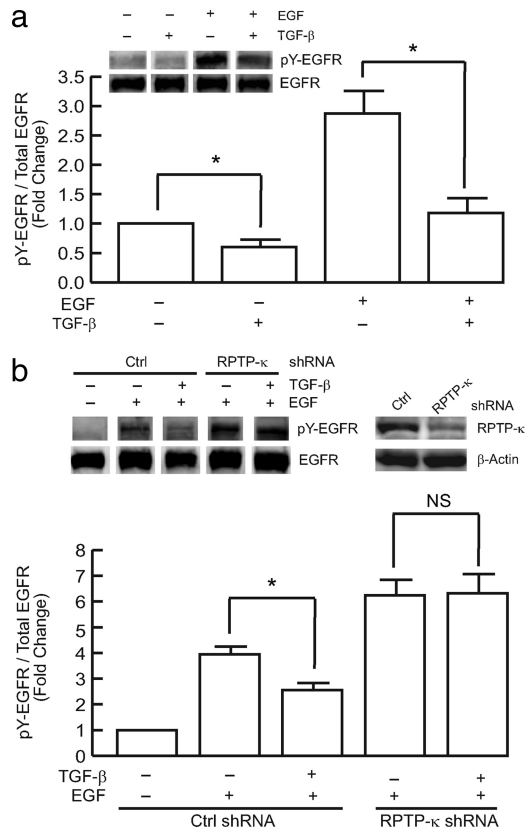 a
– – + + EGF
– + – + TGF-β
pY-EGFR
EGFR
pY-EGFR / Total EGFR
(Fold Change)
3.5
3.0
2.5
2.0
1.5
1.0
0.5
0.0
*
*
EGF – – + +
TGF-β – + – +
b
Ctrl RPTP-κ shRNA
– – + – + TGF-β
– + + + + EGF
pY-EGFR
EGFR
Ctrl RPTP-κ shRNA
RPTP-κ
β-Actin
pY-EGFR / Total EGFR
(Fold Change)
8
7
6
5
4
3
2
1
0
*
NS
TGF-β – – + – +
EGF – + + + +
Ctrl shRNA RPTP-κ shRNA